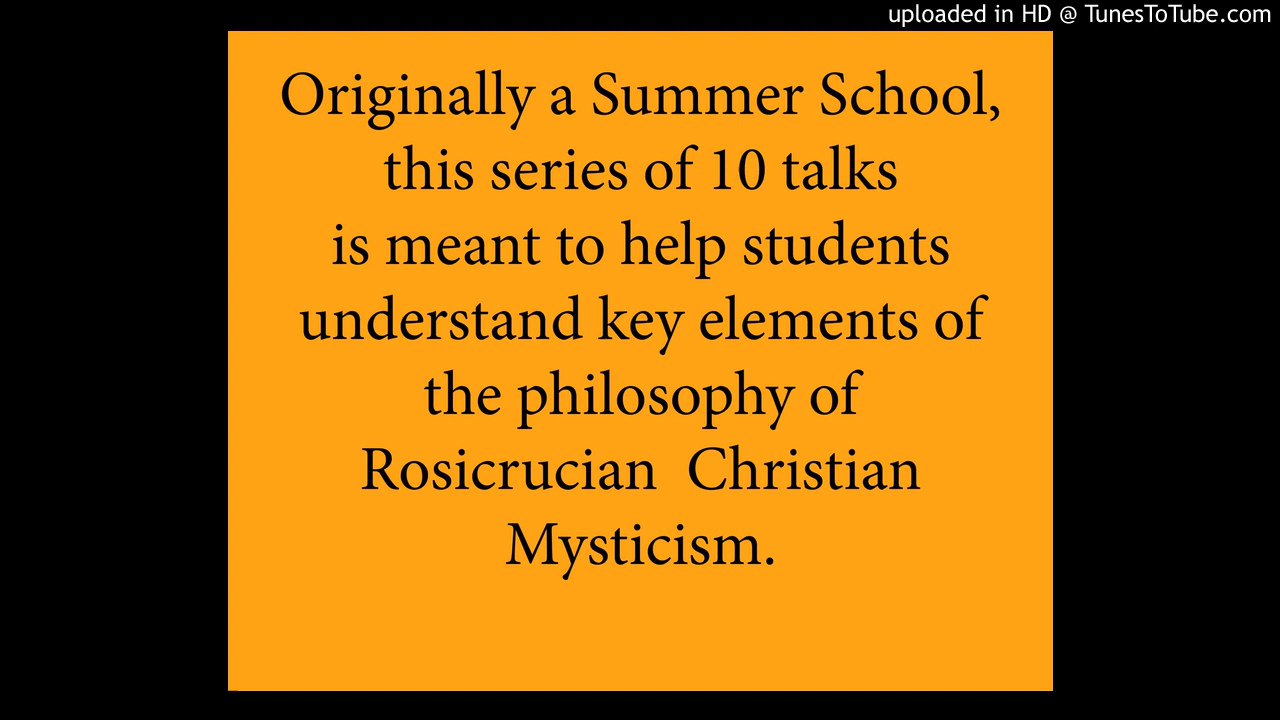 uploaded in HD @ TunesToTube.com
Originally a Summer School,
this series of 10 talks
is meant to help students
understand key elements of
the philosophy of
Rosicrucian  Christian
Mysticism.